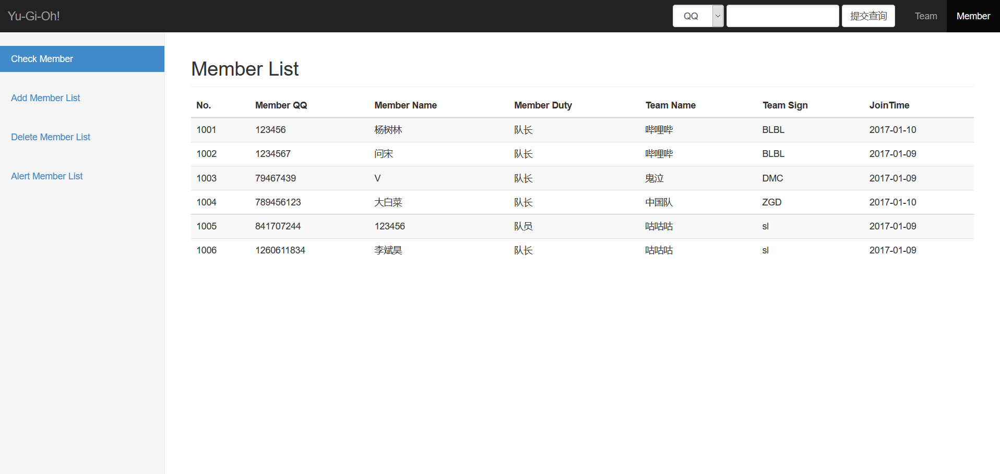 Yu-Gi-Oh! QQ 提交查询 Team Member
Check Member
Add Member List
Delete Member List
Alert Member List
Member List
No. Member QQ Member Name Member Duty Team Name Team Sign JoinTime
1001 123456 杨树林 队长 哔哩哔 BLBL 2017-01-10
1002 1234567 问宋 队长 哔哩哔 BLBL 2017-01-09
1003 79467439 V 队长 鬼泣 DMC 2017-01-09
1004 789456123 大白菜 队长 中国队 ZGD 2017-01-10
1005 841707244 123456 队员 咕咕咕 sl 2017-01-09
1006 1260611834 李斌昊 队长 咕咕咕 sl 2017-01-09